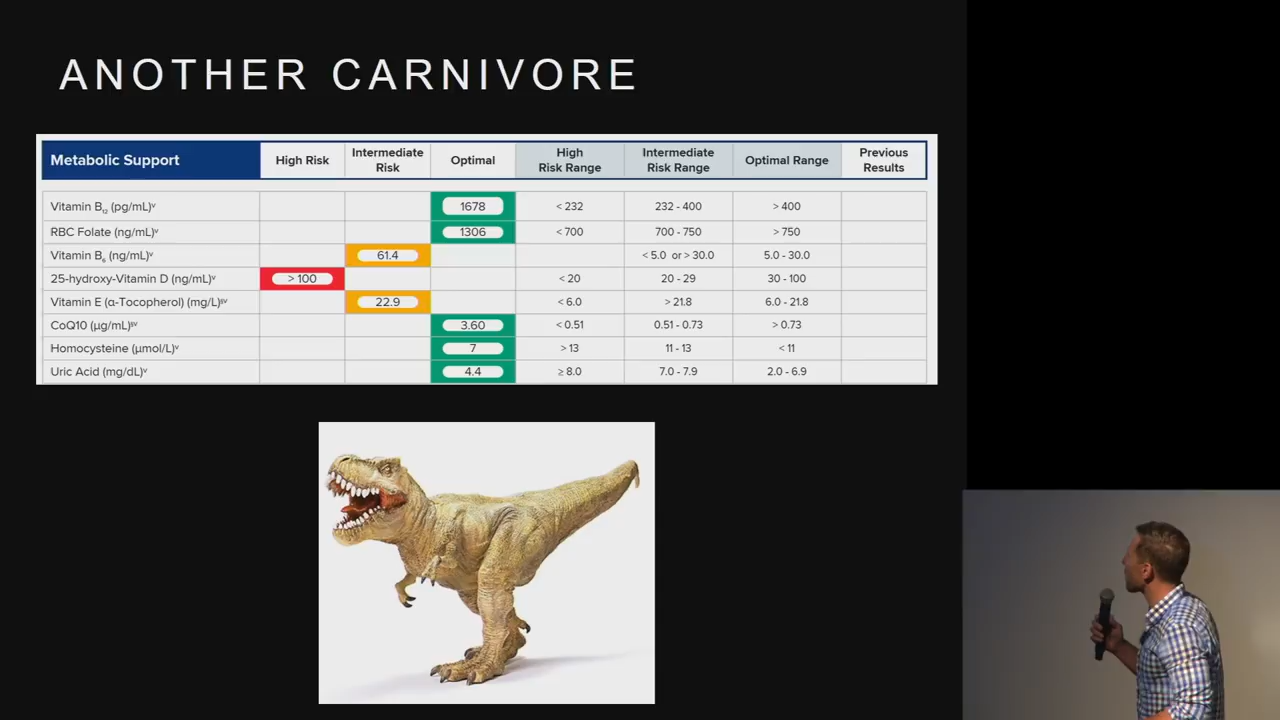 ANOTHER CARNIVORE
Metabolic Support High Risk Intermediate Risk Optimal High Risk Range Intermediate Risk Range Optimal Range Previous Results
Vitamin B₁₂ (pg/mL)ᵛ 1678 < 232 232 - 400 > 400
RBC Folate (ng/mL)ᵛ 1306 < 700 700 - 750 > 750
Vitamin B₆ (ng/mL)ᵛ 61.4 < 5.0 or > 30.0 5.0 - 30.0
25-hydroxy-Vitamin D (ng/mL)ᵛ > 100 < 20 20 - 29 30 - 100
Vitamin E (α-Tocopherol) (mg/L)§ᵛ 22.9 < 6.0 > 21.8 6.0 - 21.8
CoQ10 (µg/mL)§ᵛ 3.60 < 0.51 0.51 - 0.73 > 0.73
Homocysteine (µmol/L)ᵛ 7 > 13 11 - 13 < 11
Uric Acid (mg/dL)ᵛ 4.4 ≥ 8.0 7.0 - 7.9 2.0 - 6.9